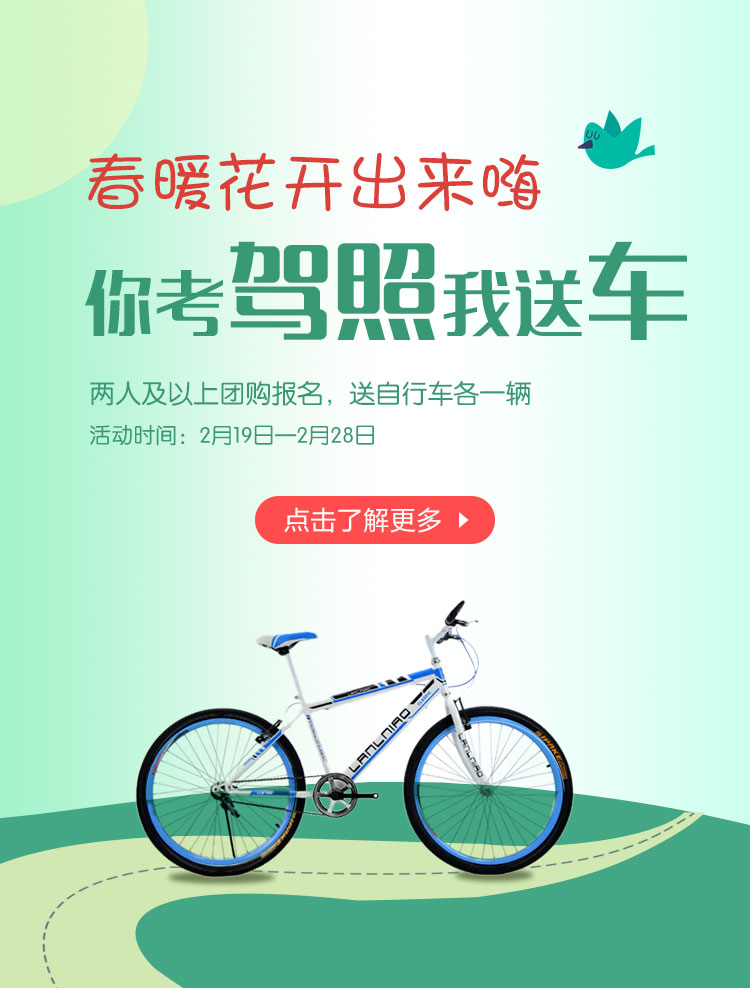 春暖花开出来嗨
你考驾照我送车
两人及以上团购报名，送自行车各一辆
活动时间：2月19日—2月28日
点击了解更多
LANLNIAO
LANLNIAO